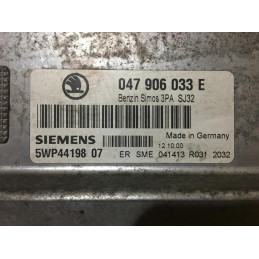 047 906 033 E
Benzin Simos 3PA SJ32
SIEMENS
Made in Germany
12.10.00
5WP44198 07
ER SME 041413 R031 2032